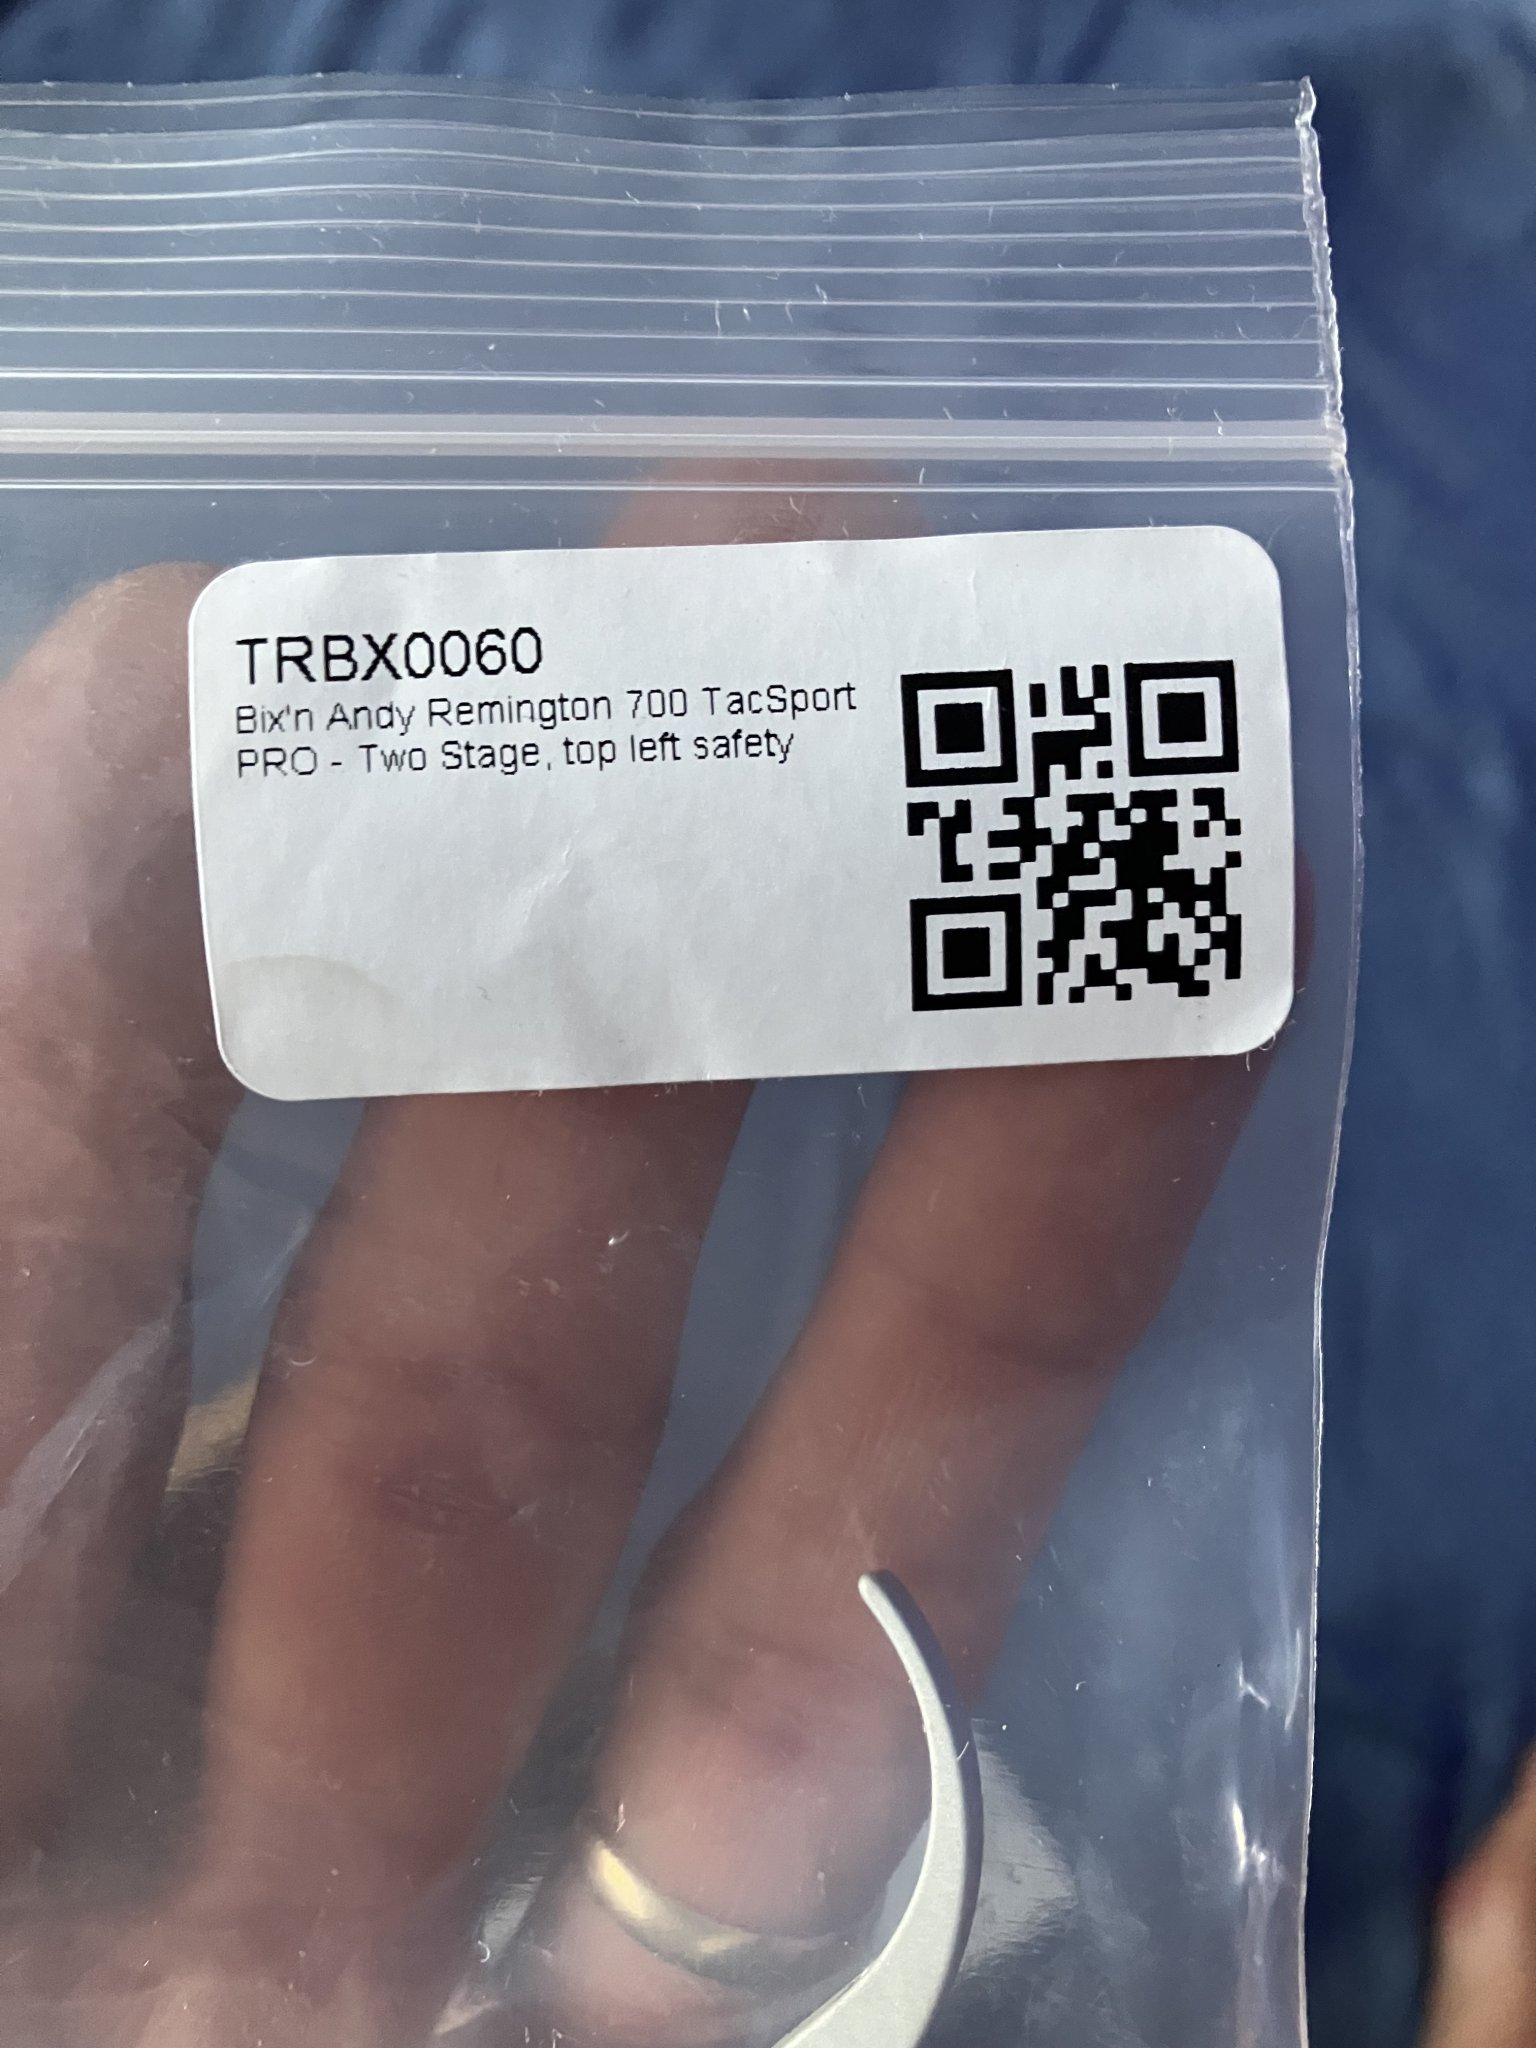 TRBX0060
Bix'n Andy Remington 700 TacSport
PRO - Two Stage, top left safety